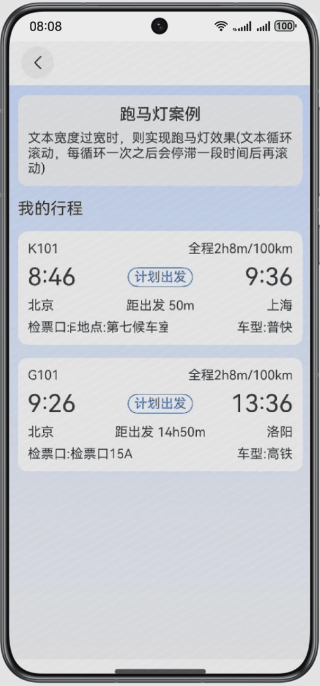 08:08
100
跑马灯案例
文本宽度过宽时，则实现跑马灯效果(文本循环
滚动，每循环一次之后会停滞一段时间后再滚
动)
我的行程
K101 全程2h8m/100km
8:46 计划出发 9:36
北京 距出发 50m 上海
检票口:F地点:第七候车室 车型:普快
G101 全程2h8m/100km
9:26 计划出发 13:36
北京 距出发 14h50m 洛阳
检票口:检票口15A 车型:高铁